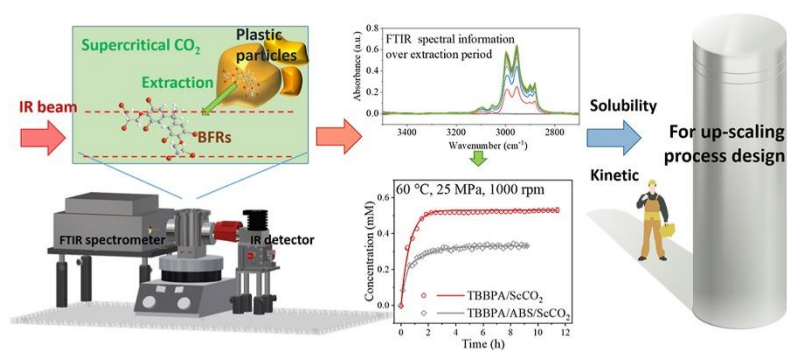 Supercritical CO₂
Plastic
particles
Extraction
IR beam
BFRs
FTIR spectrometer
IR detector
FTIR spectral information
over extraction period
Absorbance (a.u.)
0.8
0.6
0.4
0.2
0.0
3400
3200
3000
2800
Wavenumber (cm⁻¹)
60 °C, 25 MPa, 1000 rpm
Concentration (mM)
0.6
0.4
0.2
0.0
TBBPA/ScCO₂
TBBPA/ABS/ScCO₂
0 2 4 6 8 10 12 14
Time (h)
Solubility
Kinetic
For up-scaling
process design